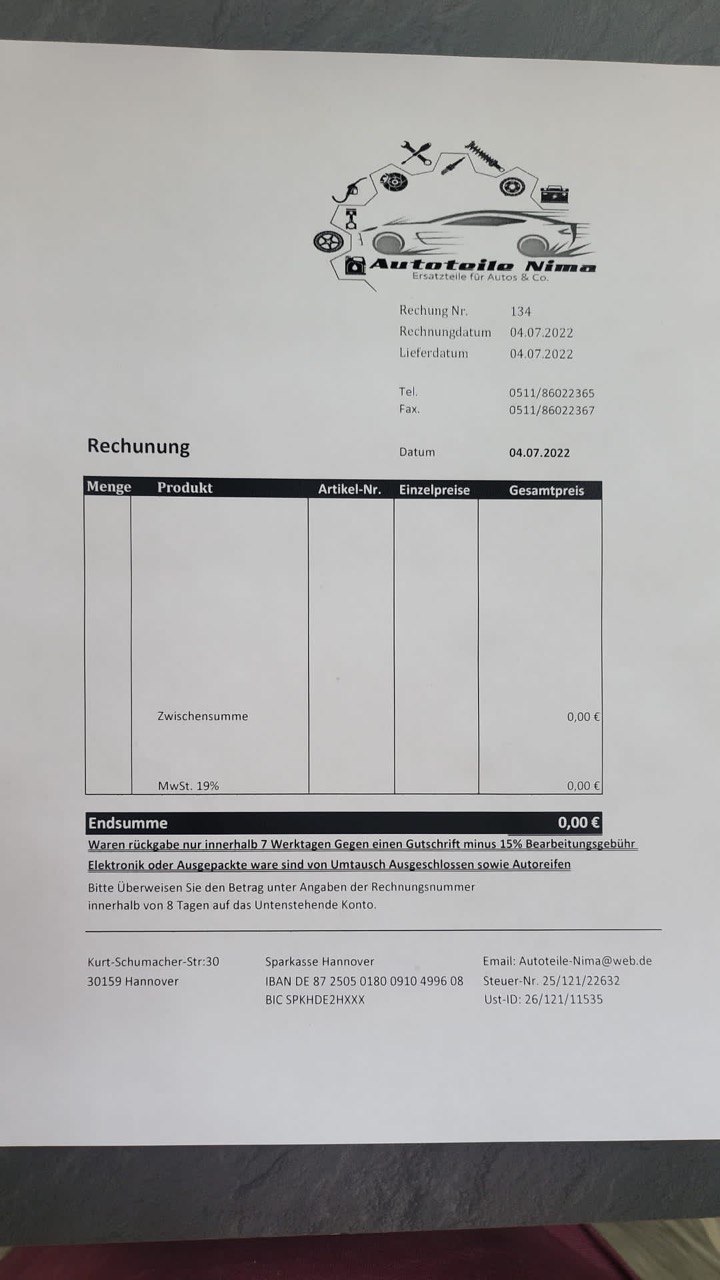 Autoteile Nima
Ersatzteile für Autos & Co.
Rechung Nr. 134
Rechnungdatum 04.07.2022
Lieferdatum 04.07.2022
Tel. 0511/86022365
Fax. 0511/86022367
Rechunung Datum 04.07.2022
Menge Produkt Artikel-Nr. Einzelpreise Gesamtpreis
Zwischensumme 0,00 €
MwSt. 19% 0,00 €
Endsumme 0,00 €
Waren rückgabe nur innerhalb 7 Werktagen Gegen einen Gutschrift minus 15% Bearbeitungsgebühr
Elektronik oder Ausgepackte ware sind von Umtausch Ausgeschlossen sowie Autoreifen
Bitte Überweisen Sie den Betrag unter Angaben der Rechnungsnummer
innerhalb von 8 Tagen auf das Untenstehende Konto.
Kurt-Schumacher-Str:30 Sparkasse Hannover Email: Autoteile-Nima@web.de
30159 Hannover IBAN DE 87 2505 0180 0910 4996 08 Steuer-Nr. 25/121/22632
BIC SPKHDE2HXXX Ust-ID: 26/121/11535